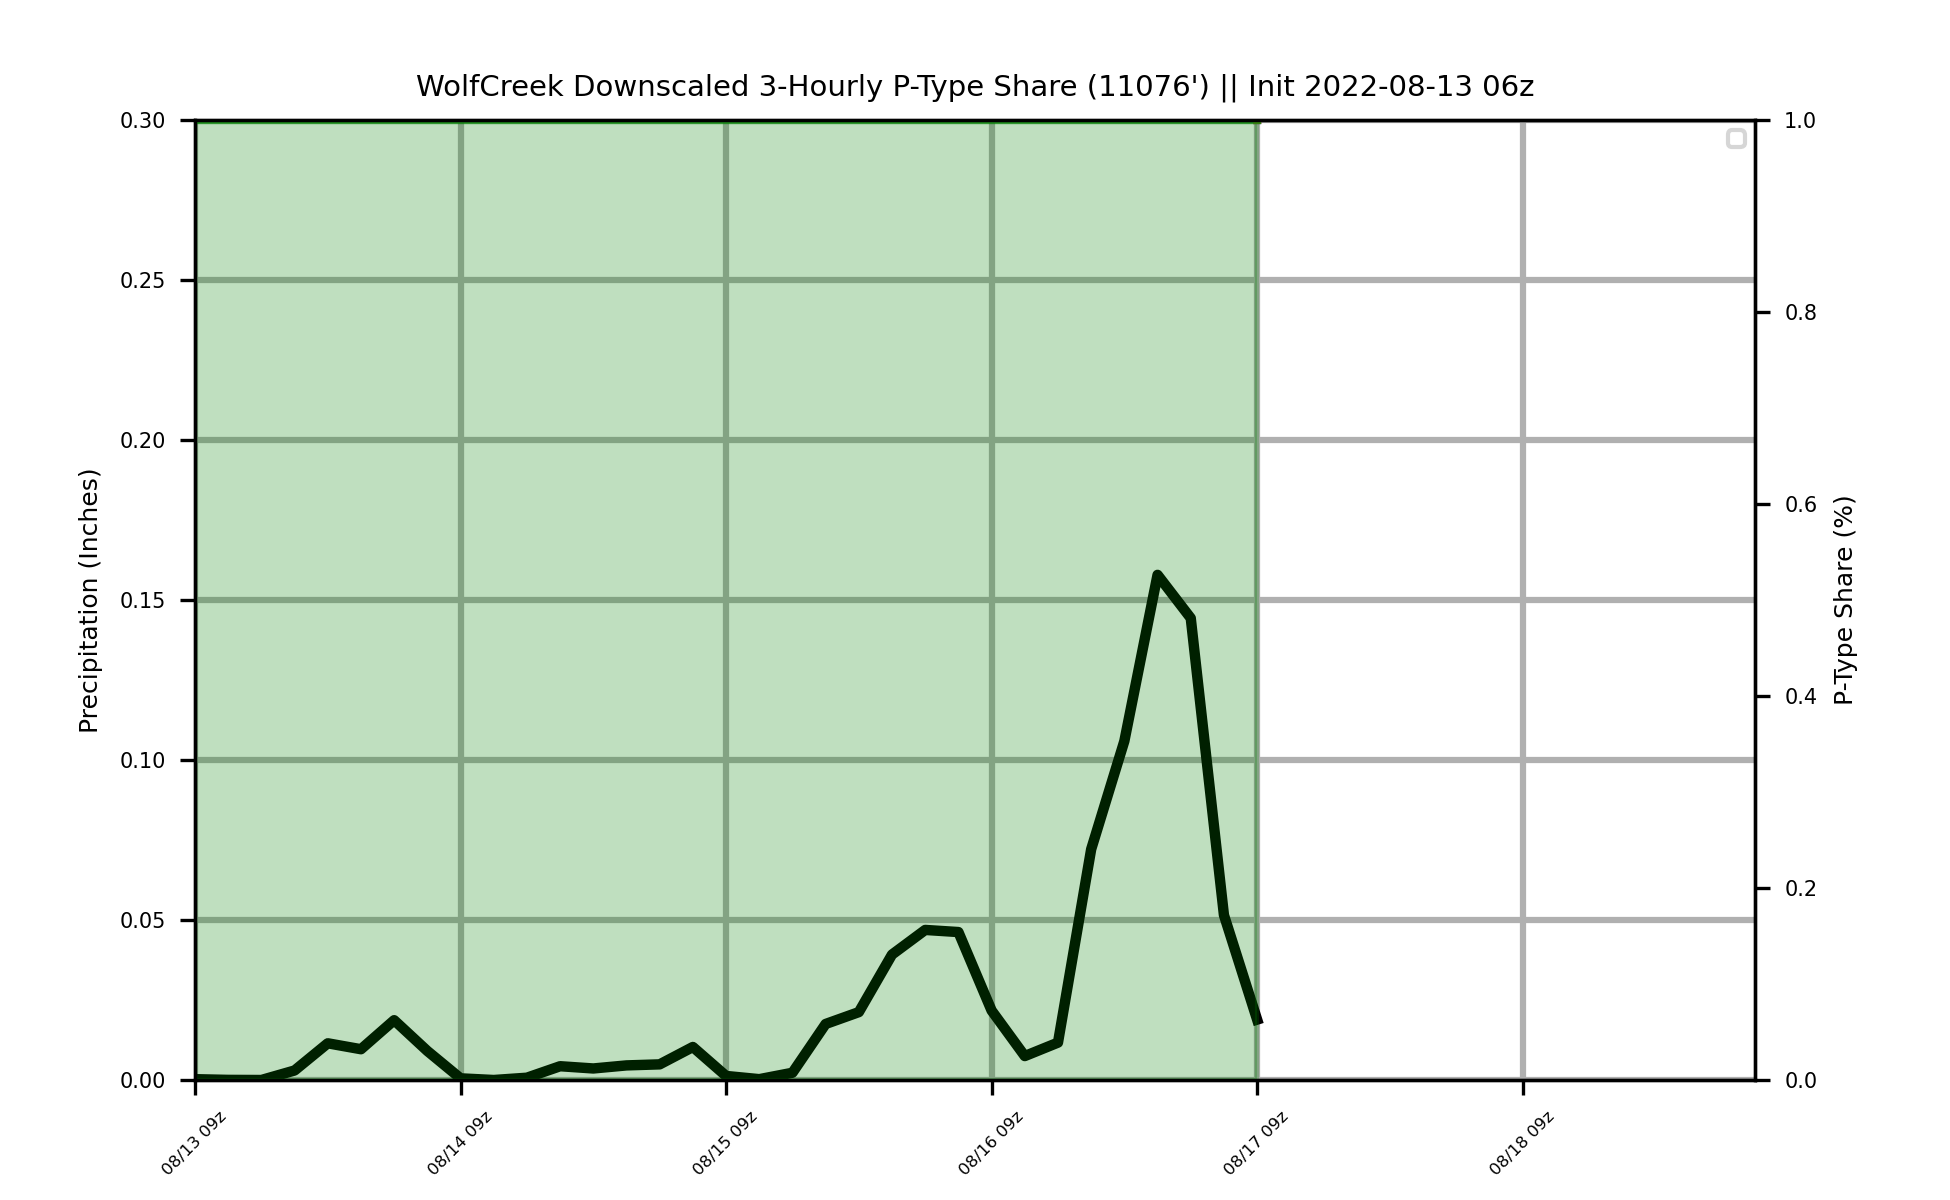 WolfCreek Downscaled 3-Hourly P-Type Share (11076') || Init 2022-08-13 06z
0.30
0.25
0.20
0.15
0.10
0.05
0.00
Precipitation (Inches)
1.0
0.8
0.6
0.4
0.2
0.0
P-Type Share (%)
08/13 09z
08/14 09z
08/15 09z
08/16 09z
08/17 09z
08/18 09z